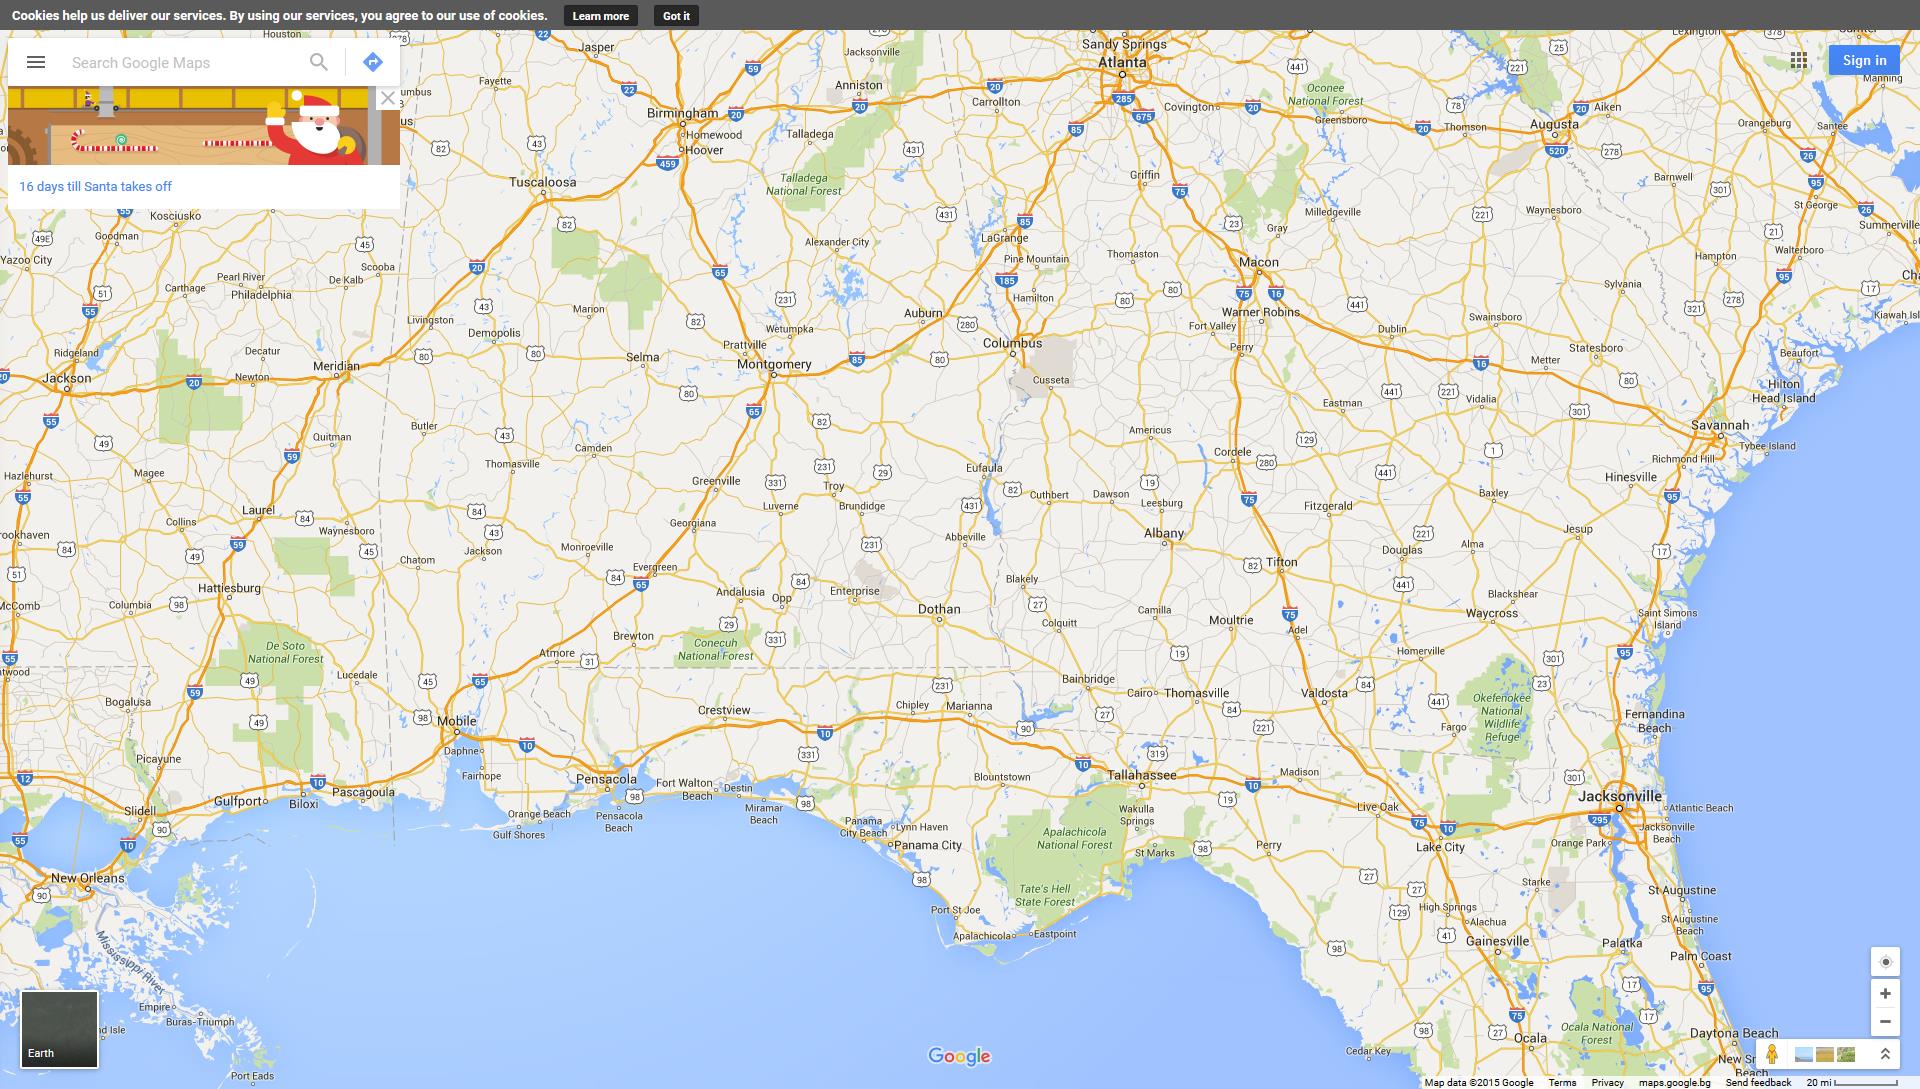 Cookies help us deliver our services. By using our services, you agree to our use of cookies. Learn more Got it
Search Google Maps
16 days till Santa takes off
Sign in
Houston
Jasper
Sandy Springs
Atlanta
Jacksonville
Lexington
Manning
Fayette
Anniston
Carrollton
Covington
Oconee
National Forest
Greensboro
Thomson
Augusta
Aiken
Orangeburg
Santee
Birmingham
Homewood
Hoover
Talladega
Talladega
National Forest
Tuscaloosa
Griffin
Milledgeville
Gray
Waynesboro
Barnwell
St George
Summerville
Walterboro
Hampton
Kosciusko
Goodman
Yazoo City
Scooba
De Kalb
Pearl River
Philadelphia
Carthage
Alexander City
LaGrange
Pine Mountain
Hamilton
Thomaston
Macon
Warner Robins
Fort Valley
Perry
Dublin
Swainsboro
Sylvania
Statesboro
Metter
Vidalia
Kiawah Isl
Beaufort
Hilton
Head Island
Savannah
Tybee Island
Richmond Hill
Hinesville
Livingston
Demopolis
Marion
Selma
Prattville
Wetumpka
Montgomery
Auburn
Columbus
Cusseta
Ridgeland
Jackson
Decatur
Newton
Meridian
Quitman
Butler
Camden
Thomasville
Greenville
Troy
Luverne
Brundidge
Eufaula
Cuthbert
Dawson
Americus
Leesburg
Cordele
Eastman
Fitzgerald
Baxley
Jesup
Alma
Douglas
Hazlehurst
Magee
Collins
Laurel
Waynesboro
Chatom
Jackson
Monroeville
Georgiana
Evergreen
Abbeville
Albany
Tifton
rookhaven
McComb
Columbia
Hattiesburg
Andalusia
Opp
Enterprise
Dothan
Blakely
Colquitt
Camilla
Moultrie
Adel
Blackshear
Waycross
Saint Simons
Island
De Soto
National Forest
Lucedale
Bogalusa
Brewton
Atmore
Conecuh
National Forest
Bainbridge
Cairo
Thomasville
Valdosta
Homerville
Okefenokee
National
Wildlife
Refuge
Fargo
Fernandina
Beach
Picayune
Mobile
Daphne
Fairhope
Crestview
Chipley
Marianna
Blountstown
Tallahassee
Madison
Live Oak
Lake City
Jacksonville
Atlantic Beach
Jacksonville
Beach
Orange Park
Slidell
Gulfport
Biloxi
Pascagoula
Pensacola
Pensacola
Beach
Orange Beach
Gulf Shores
Fort Walton
Beach
Destin
Miramar
Beach
Panama
City Beach
Lynn Haven
Panama City
Apalachicola
National Forest
Wakulla
Springs
St Marks
Perry
Tate's Hell
State Forest
Port St Joe
Apalachicola
Eastpoint
New Orleans
Mississippi River
Empire
Buras-Triumph
Port Eads
nd Isle
Starke
St Augustine
St Augustine
Beach
High Springs
Alachua
Gainesville
Palatka
Palm Coast
Ocala National
Forest
Ocala
Cedar Key
Daytona Beach
Earth
Google
Map data ©2015 Google Terms Privacy maps.google.bg Send feedback 20 mi